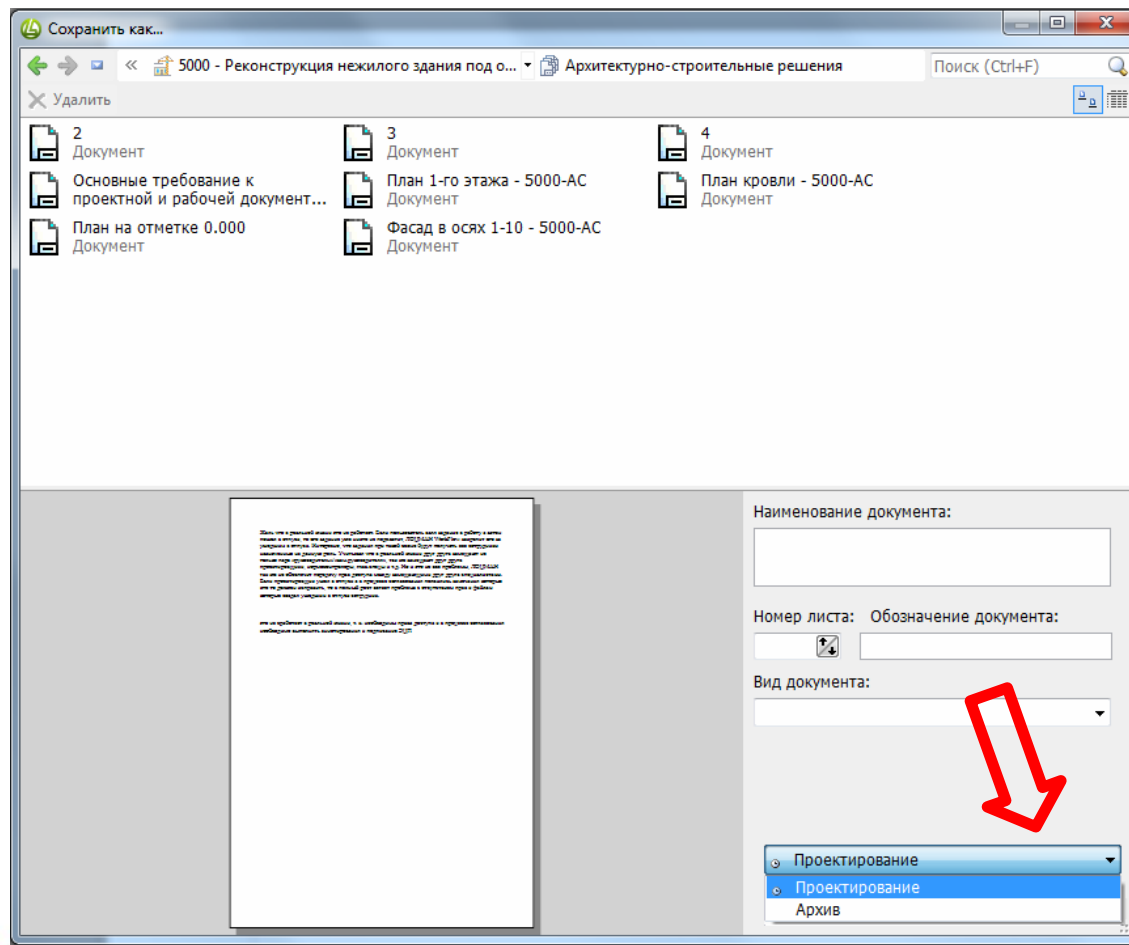 Сохранить как...
« 5000 - Реконструкция нежилого здания под о... Архитектурно-строительные решения Поиск (Ctrl+F)
Удалить
2
Документ
3
Документ
4
Документ
Основные требование к
проектной и рабочей документ...
План 1-го этажа - 5000-АС
Документ
План кровли - 5000-АС
Документ
План на отметке 0.000
Документ
Фасад в осях 1-10 - 5000-АС
Документ
Наименование документа:
Номер листа: Обозначение документа:
Вид документа:
Проектирование
Проектирование
Архив